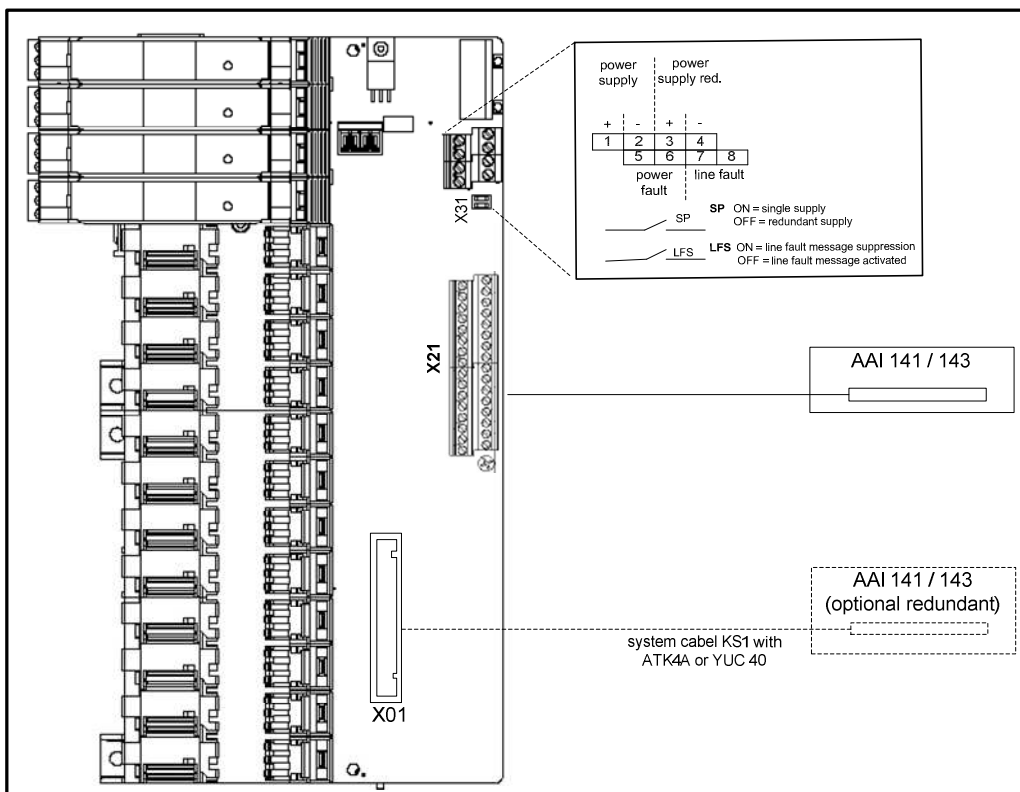 power supply
power supply red.
+ - + -
1 2 3 4
5 6 7 8
power fault
line fault
SP
SP ON = single supply
OFF = redundant supply
LFS
LFS ON = line fault message suppression
OFF = line fault message activated
X31
X21
AAI 141 / 143
AAI 141 / 143
(optional redundant)
system cabel KS1 with
ATK4A or YUC 40
X01